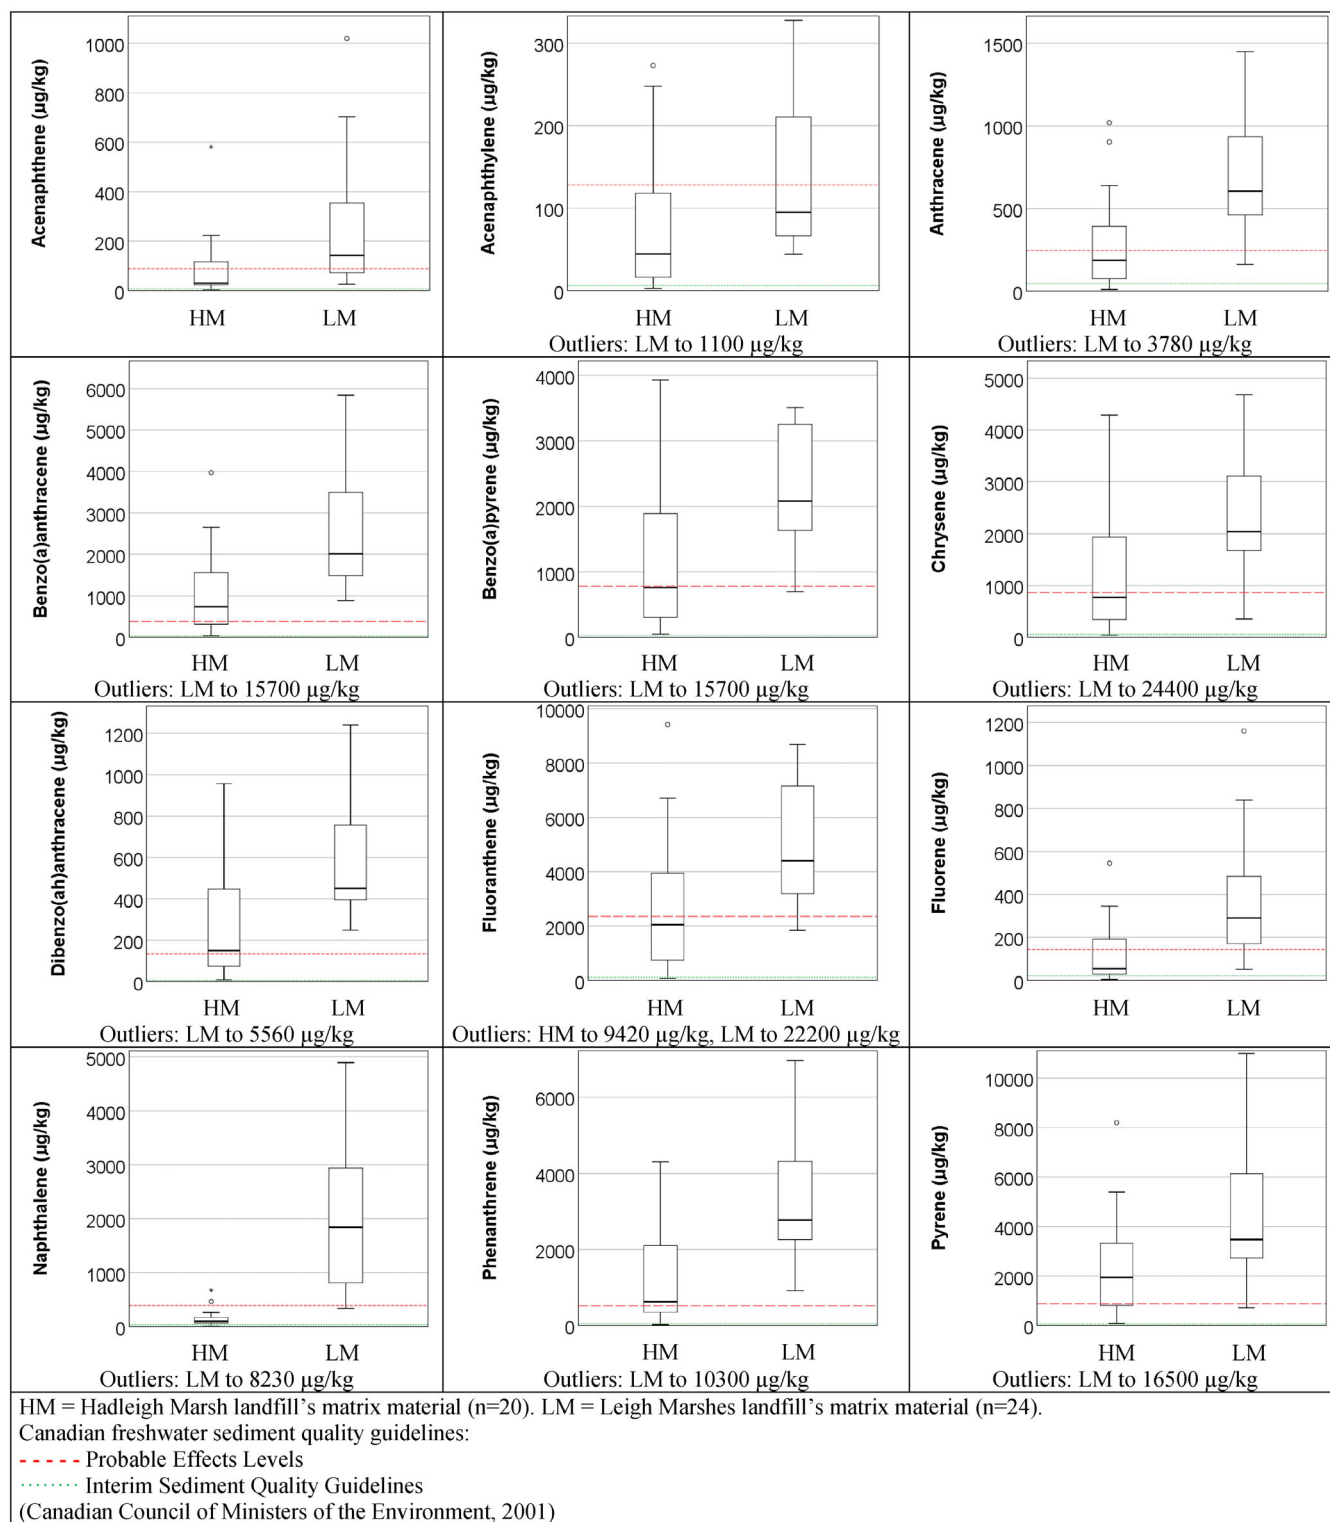 Acenaphthene (µg/kg)
1000
800
600
400
200
0
HM LM
Acenaphthylene (µg/kg)
300
200
100
0
HM LM
Outliers: LM to 1100 µg/kg
Anthracene (µg/kg)
1500
1000
500
0
HM LM
Outliers: LM to 3780 µg/kg
Benzo(a)anthracene (µg/kg)
6000
5000
4000
3000
2000
1000
0
HM LM
Outliers: LM to 15700 µg/kg
Benzo(a)pyrene (µg/kg)
4000
3000
2000
1000
0
HM LM
Outliers: LM to 15700 µg/kg
Chrysene (µg/kg)
5000
4000
3000
2000
1000
0
HM LM
Outliers: LM to 24400 µg/kg
Dibenzo(ah)anthracene (µg/kg)
1200
1000
800
600
400
200
0
HM LM
Outliers: LM to 5560 µg/kg
Fluoranthene (µg/kg)
10000
8000
6000
4000
2000
0
HM LM
Outliers: HM to 9420 µg/kg, LM to 22200 µg/kg
Fluorene (µg/kg)
1200
1000
800
600
400
200
0
HM LM
Naphthalene (µg/kg)
5000
4000
3000
2000
1000
0
HM LM
Outliers: LM to 8230 µg/kg
Phenanthrene (µg/kg)
6000
4000
2000
0
HM LM
Outliers: LM to 10300 µg/kg
Pyrene (µg/kg)
10000
8000
6000
4000
2000
0
HM LM
Outliers: LM to 16500 µg/kg
HM = Hadleigh Marsh landfill's matrix material (n=20). LM = Leigh Marshes landfill's matrix material (n=24).
Canadian freshwater sediment quality guidelines:
Probable Effects Levels
Interim Sediment Quality Guidelines
(Canadian Council of Ministers of the Environment, 2001)